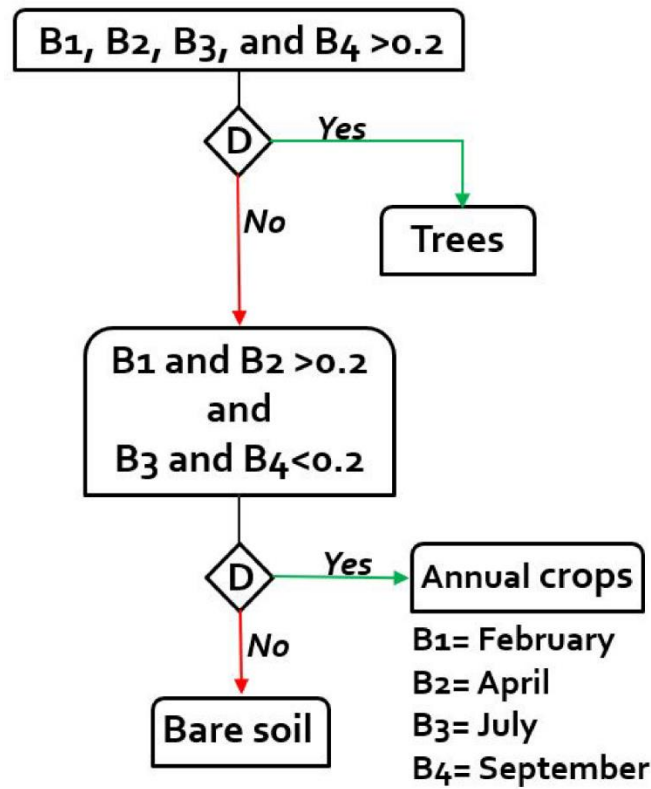 B1, B2, B3, and B4 >0.2
D
Yes
No
Trees
B1 and B2 >0.2
and
B3 and B4<0.2
D
Yes
No
Annual crops
B1= February
B2= April
B3= July
B4= September
Bare soil